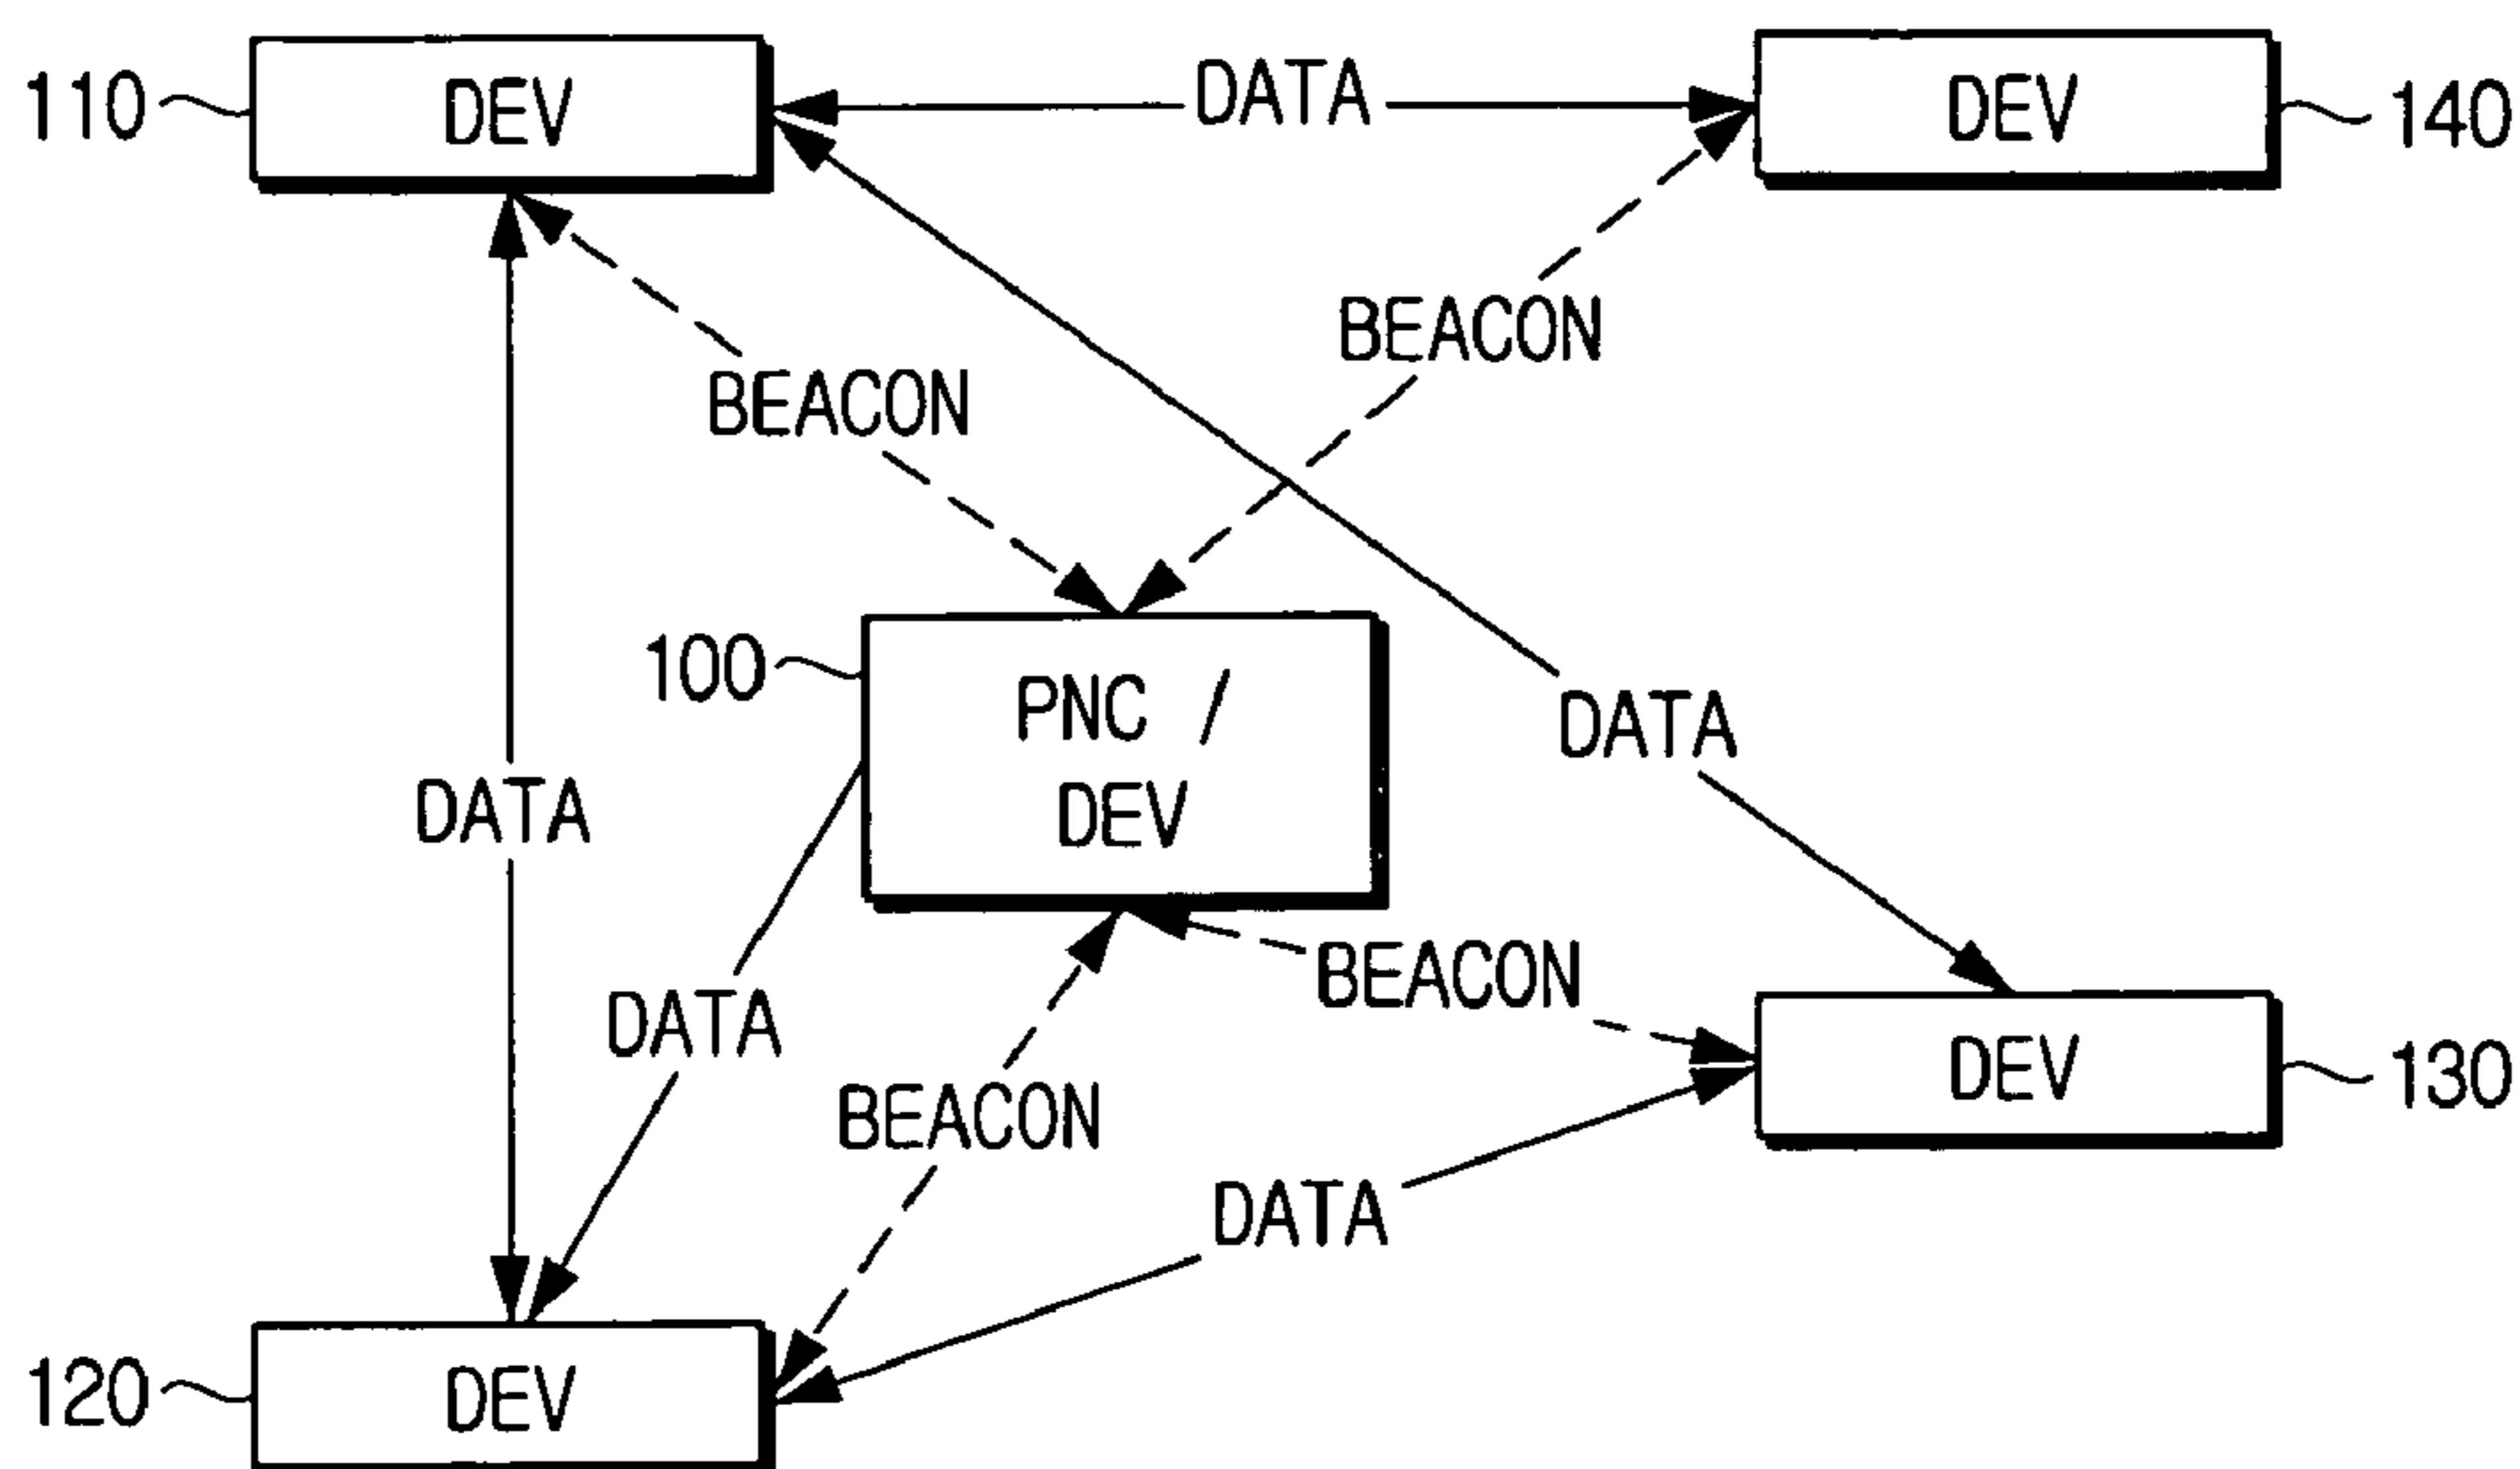 110
DEV
DATA
DEV
140
BEACON
BEACON
100
PNC /
DEV
DATA
DATA
BEACON
DATA
BEACON
DEV
130
DATA
120
DEV